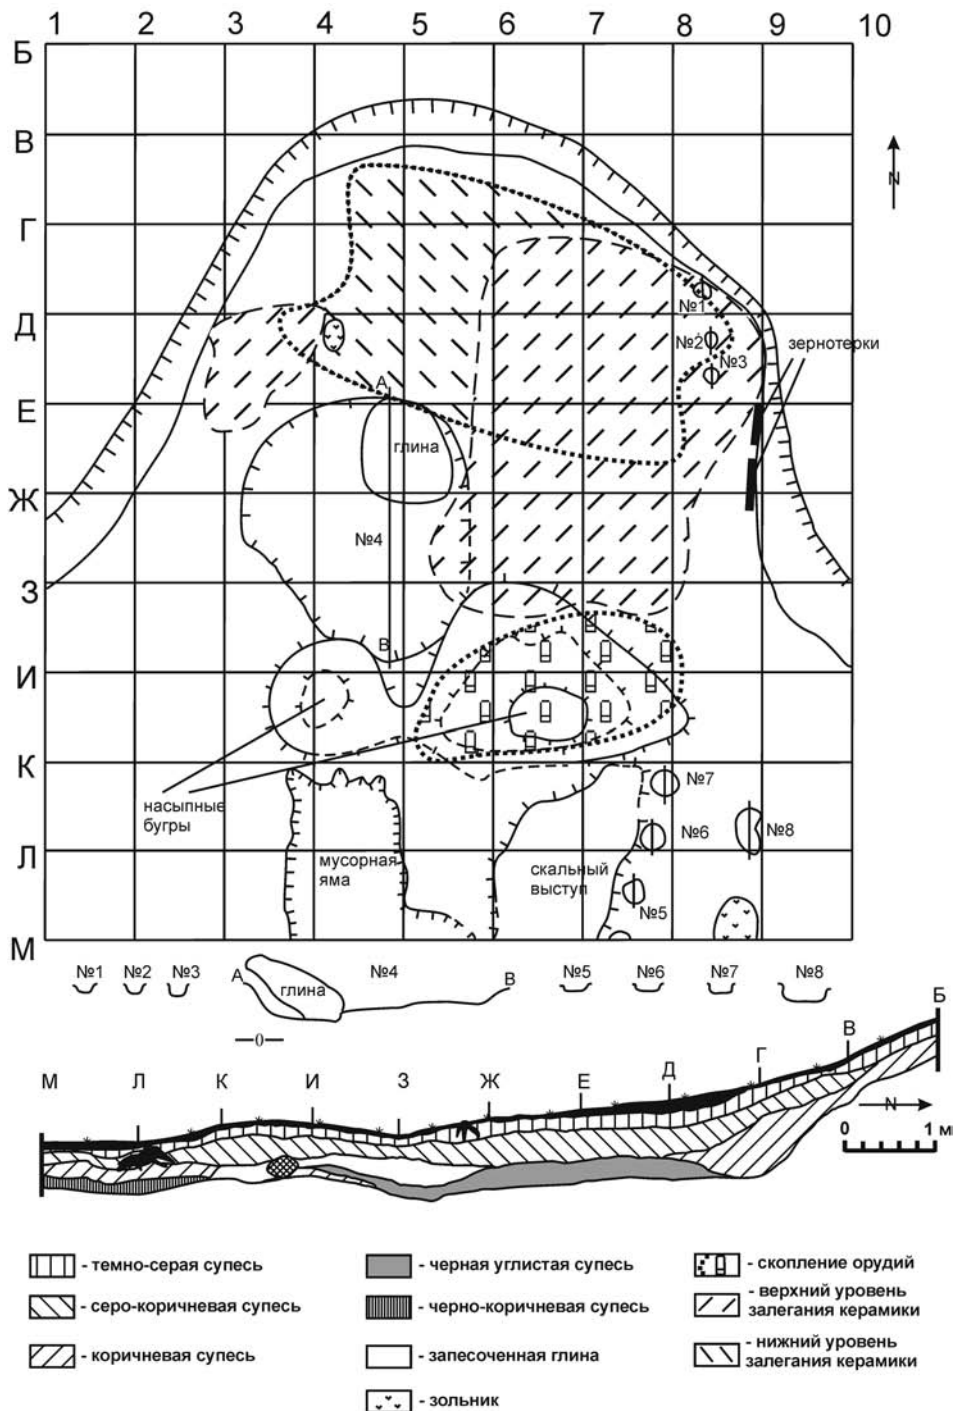 1 2 3 4 5 6 7 8 9 10
Б
В
N
Г
№1
Д
№2
№3
зернотерки
А
Е
глина
Ж
№4
З
В
И
К
№7
насыпные
бугры
№6
№8
Л
мусорная
яма
скальный
выступ
№5
М
№1 №2 №3 А глина №4 В №5 №6 №7 №8
0
М Л К И З Ж Е Д Г В Б
N
0 1 м
- темно-серая супесь
- серо-коричневая супесь
- коричневая супесь
- черная углистая супесь
- черно-коричневая супесь
- запесоченная глина
- зольник
- скопление орудий
- верхний уровень
залегания керамики
- нижний уровень
залегания керамики